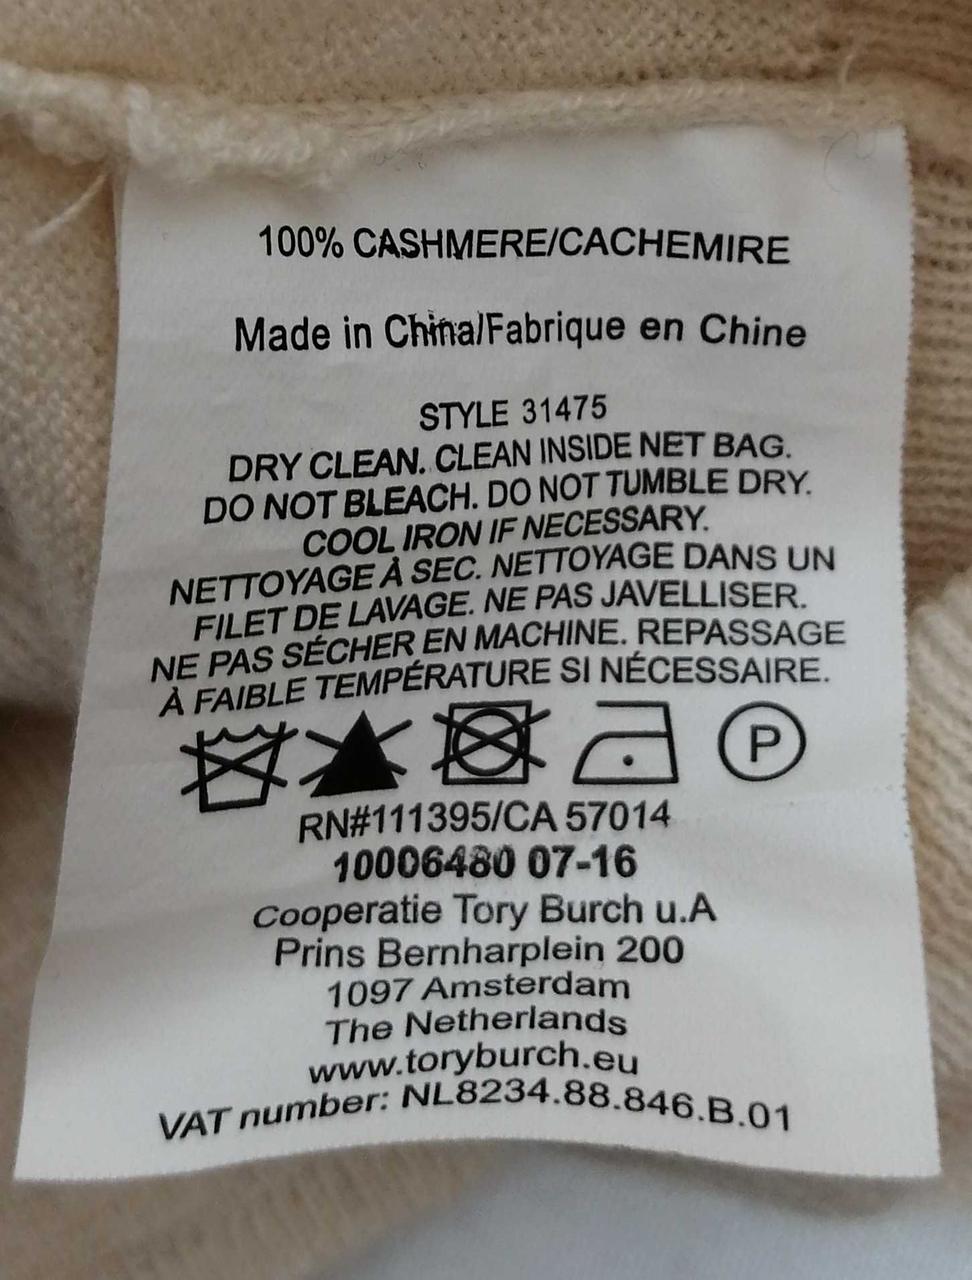 100% CASHMERE/CACHEMIRE
Made in China/Fabrique en Chine
STYLE 31475
DRY CLEAN. CLEAN INSIDE NET BAG.
DO NOT BLEACH. DO NOT TUMBLE DRY.
COOL IRON IF NECESSARY.
NETTOYAGE À SEC. NETTOYAGE DANS UN
FILET DE LAVAGE. NE PAS JAVELLISER.
NE PAS SÉCHER EN MACHINE. REPASSAGE
À FAIBLE TEMPÉRATURE SI NÉCESSAIRE.
P
RN#111395/CA 57014
10006480 07-16
Cooperatie Tory Burch u.A
Prins Bernharplein 200
1097 Amsterdam
The Netherlands
www.toryburch.eu
VAT number: NL8234.88.846.B.01